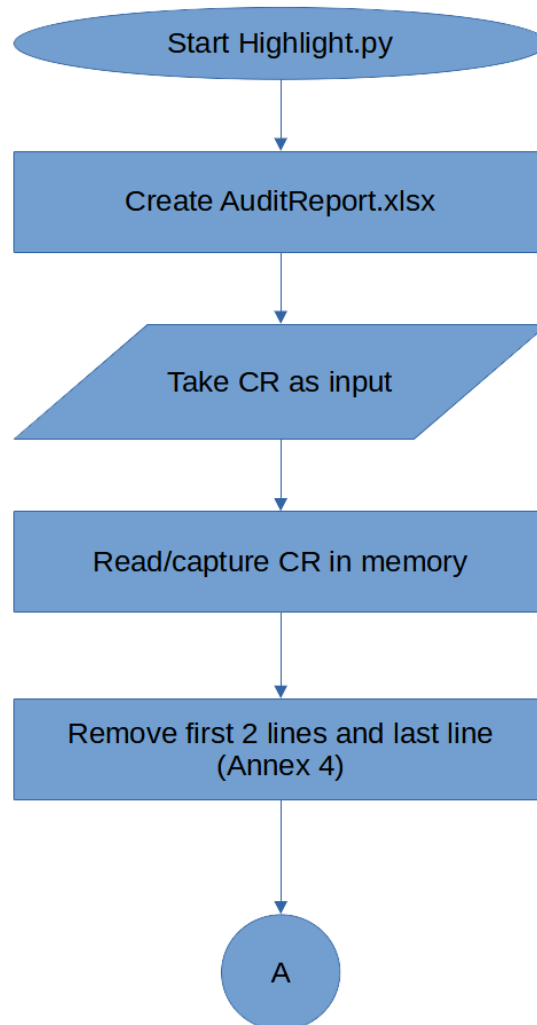 Start Highlight.py
Create AuditReport.xlsx
Take CR as input
Read/capture CR in memory
Remove first 2 lines and last line
(Annex 4)
A